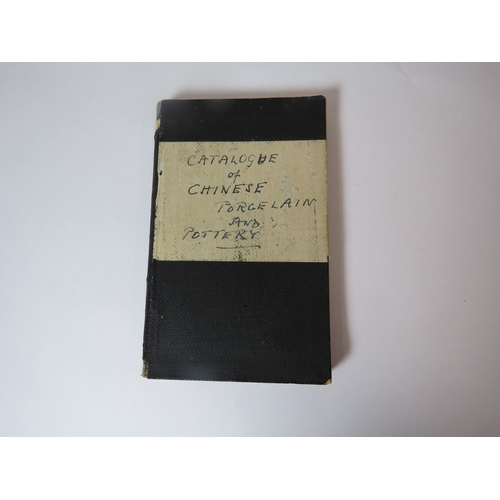 CATALOGUE
of
CHINESE
PORCELAIN
AND
POTTERY